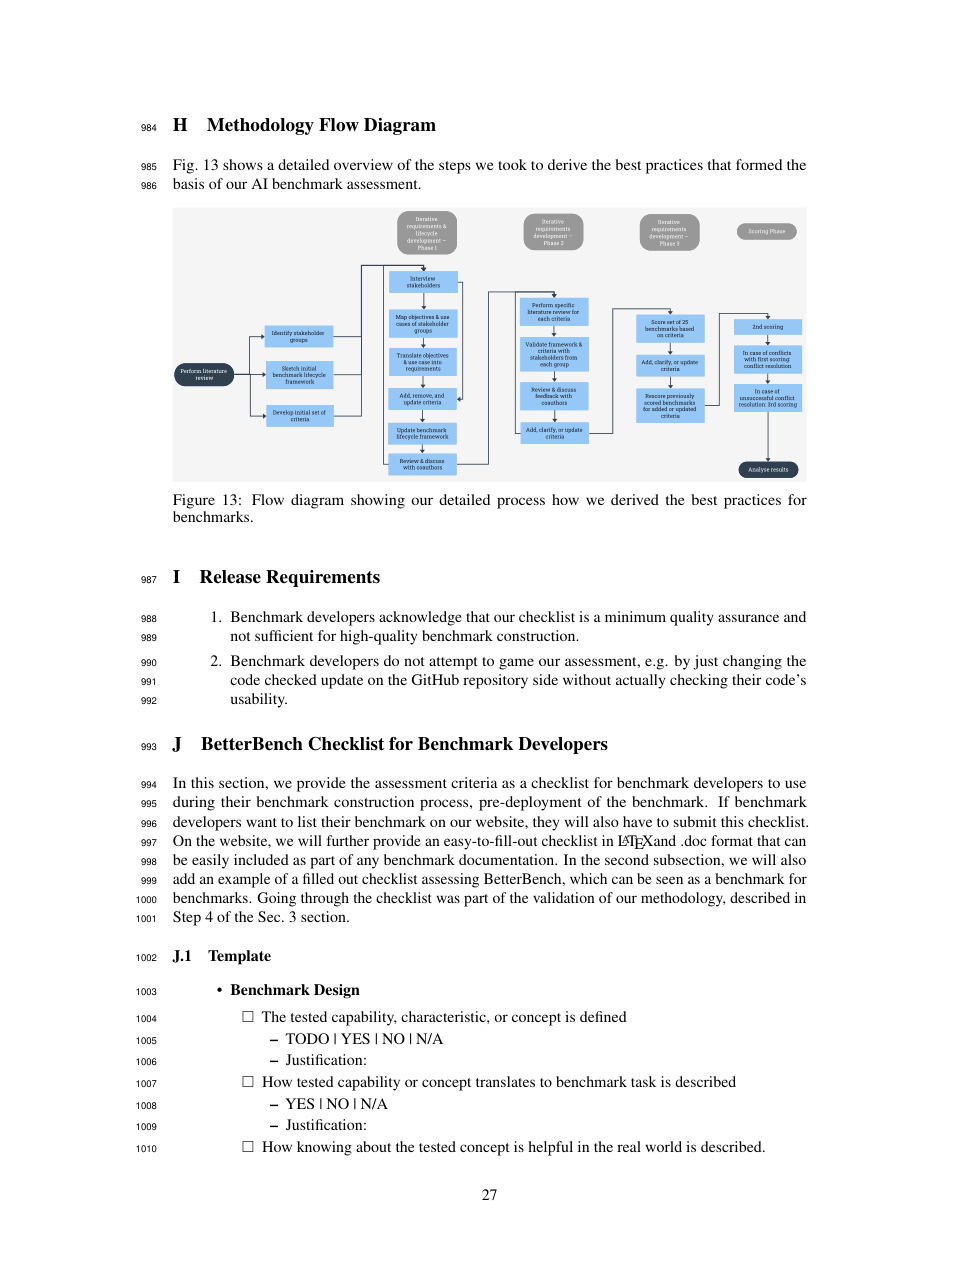 984 H Methodology Flow Diagram
985 Fig. 13 shows a detailed overview of the steps we took to derive the best practices that formed the
986 basis of our AI benchmark assessment.
Iterative
requirements &
lifecycle
development –
Phase 1
Iterative
requirements
development –
Phase 2
Iterative
requirements
development –
Phase 3
Scoring Phase
Perform literature
review
Identify stakeholder
groups
Sketch initial
benchmark lifecycle
framework
Develop initial set of
criteria
Interview
stakeholders
Map objectives & use
cases of stakeholder
groups
Translate objectives
& use case into
requirements
Add, remove, and
update criteria
Update benchmark
lifecycle framework
Review & discuss
with coauthors
Perform specific
literature review for
each criteria
Validate framework &
criteria with
stakeholders from
each group
Review & discuss
feedback with
coauthors
Add, clarify, or update
criteria
Score set of 25
benchmarks based
on criteria
Add, clarify, or update
criteria
Rescore previously
scored benchmarks
for added or updated
criteria
2nd scoring
In case of conflicts
with first scoring:
conflict resolution
In case of
unsuccessful conflict
resolution: 3rd scoring
Analyse results
Figure 13: Flow diagram showing our detailed process how we derived the best practices for
benchmarks.
987 I Release Requirements
988 1. Benchmark developers acknowledge that our checklist is a minimum quality assurance and
989 not sufficient for high-quality benchmark construction.
990 2. Benchmark developers do not attempt to game our assessment, e.g. by just changing the
991 code checked update on the GitHub repository side without actually checking their code's
992 usability.
993 J BetterBench Checklist for Benchmark Developers
994 In this section, we provide the assessment criteria as a checklist for benchmark developers to use
995 during their benchmark construction process, pre-deployment of the benchmark. If benchmark
996 developers want to list their benchmark on our website, they will also have to submit this checklist.
997 On the website, we will further provide an easy-to-fill-out checklist in LATEXand .doc format that can
998 be easily included as part of any benchmark documentation. In the second subsection, we will also
999 add an example of a filled out checklist assessing BetterBench, which can be seen as a benchmark for
1000 benchmarks. Going through the checklist was part of the validation of our methodology, described in
1001 Step 4 of the Sec. 3 section.
1002 J.1 Template
1003 • Benchmark Design
1004 □ The tested capability, characteristic, or concept is defined
1005 – TODO | YES | NO | N/A
1006 – Justification:
1007 □ How tested capability or concept translates to benchmark task is described
1008 – YES | NO | N/A
1009 – Justification:
1010 □ How knowing about the tested concept is helpful in the real world is described.
27